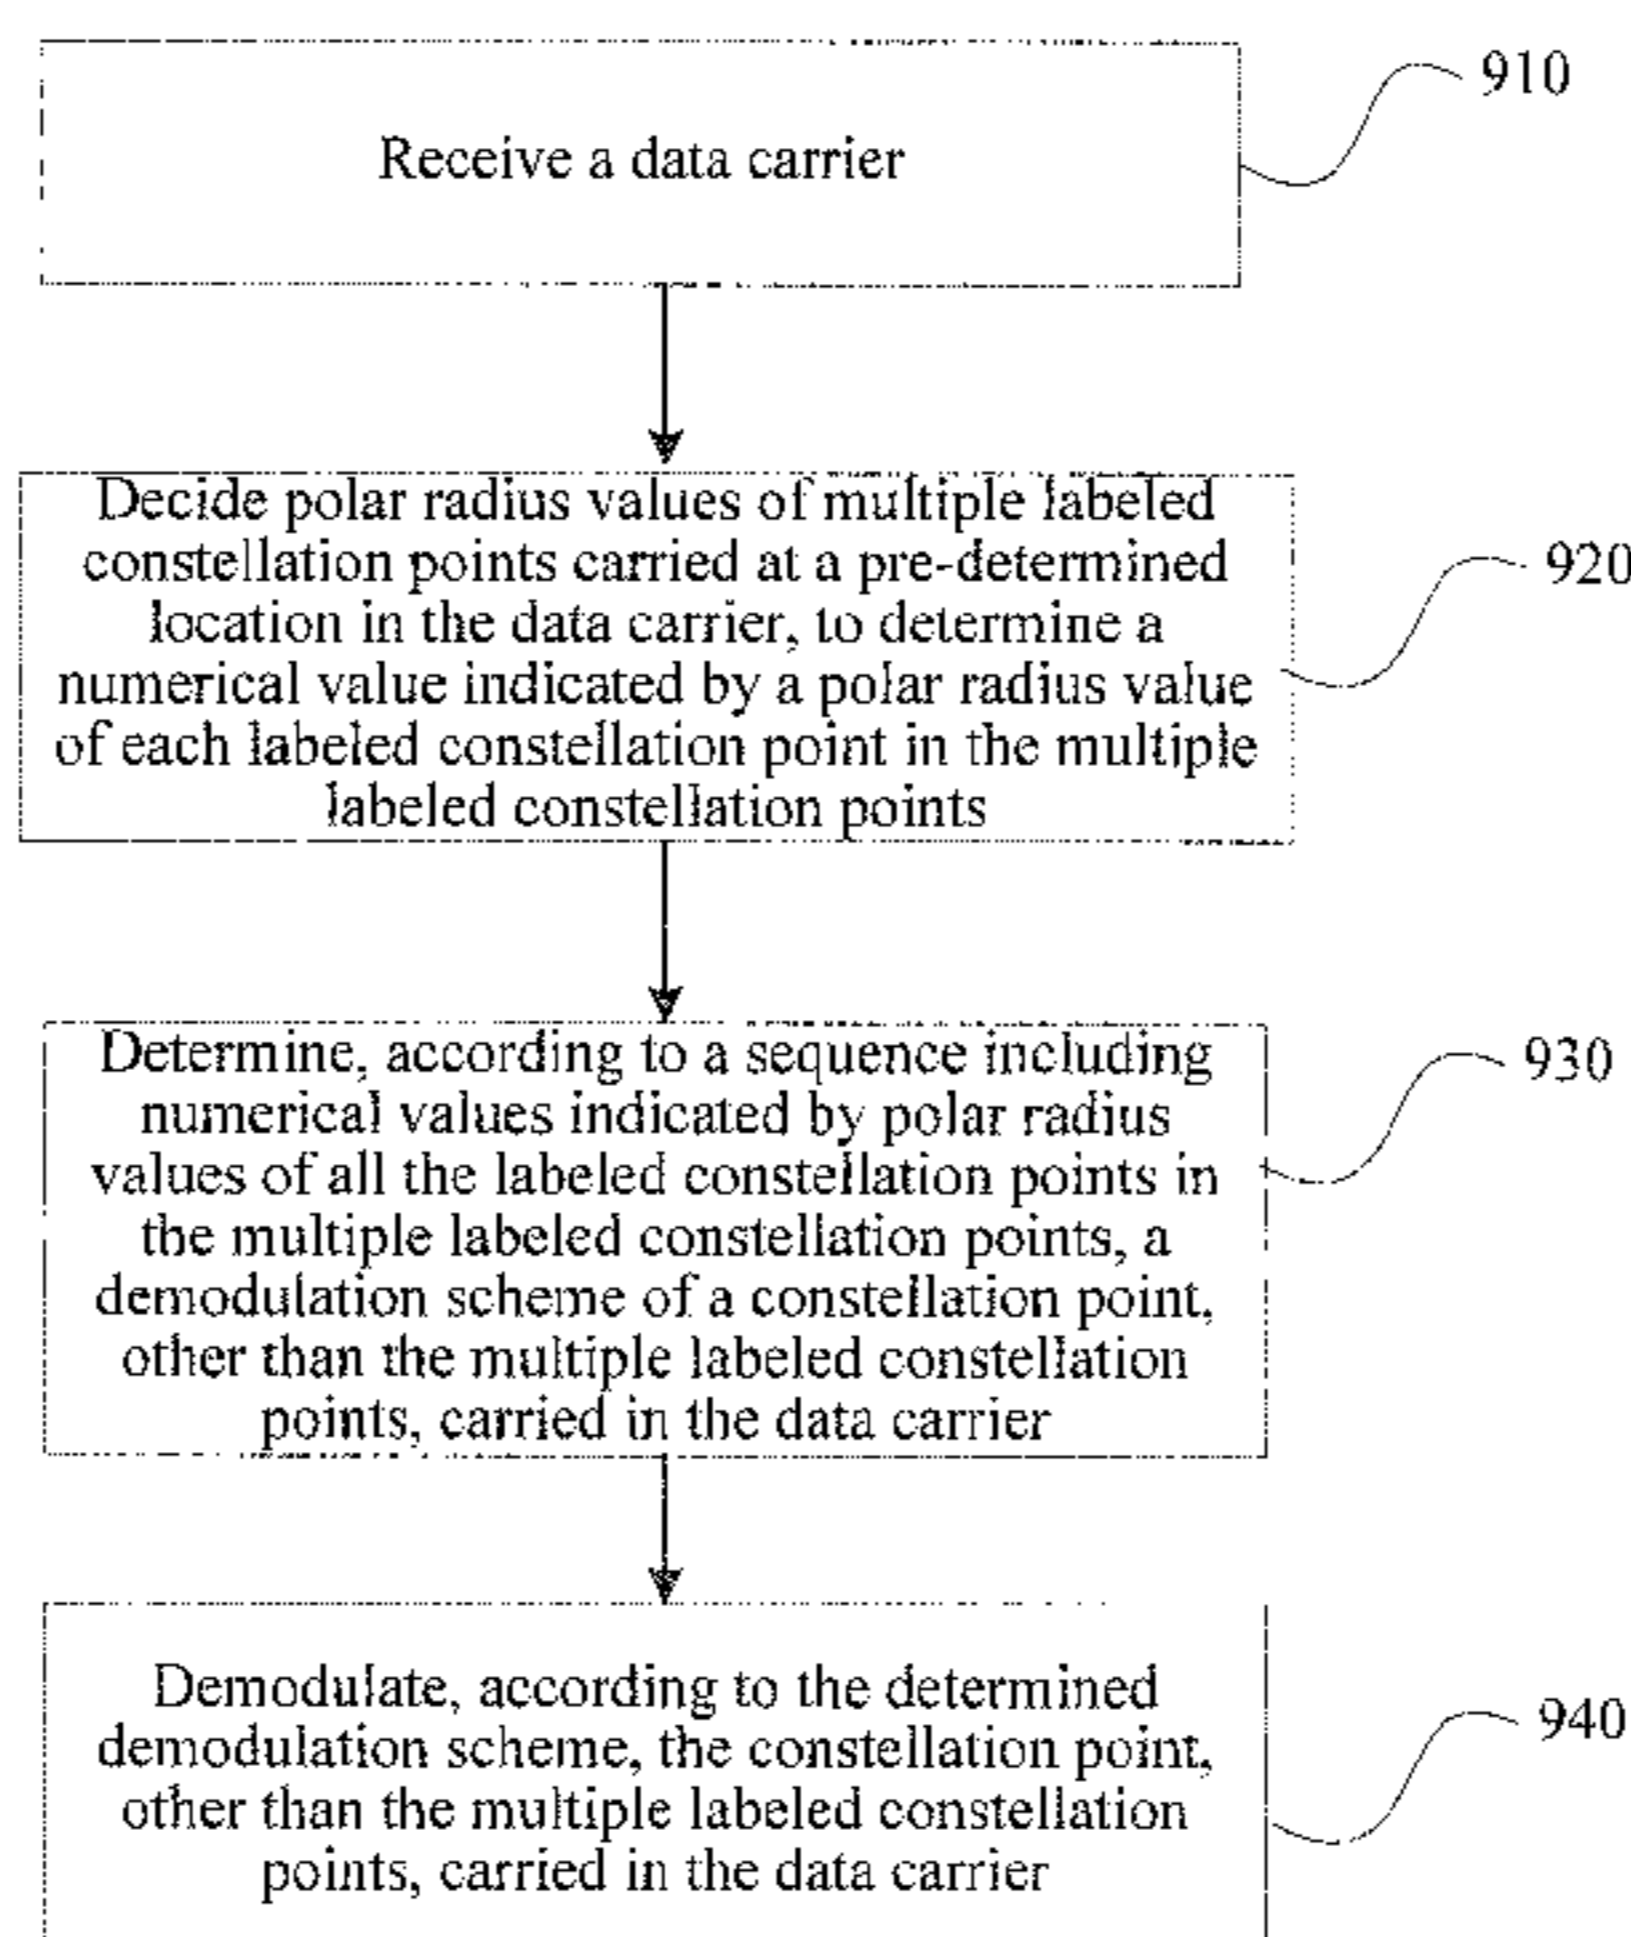 910
Receive a data carrier
Decide polar radius values of multiple labeled
constellation points carried at a pre-determined
location in the data carrier, to determine a
numerical value indicated by a polar radius value
of each labeled constellation point in the multiple
labeled constellation points
920
Determine, according to a sequence including
numerical values indicated by polar radius
values of all the labeled constellation points in
the multiple labeled constellation points, a
demodulation scheme of a constellation point,
other than the multiple labeled constellation
points, carried in the data carrier
930
Demodulate, according to the determined
demodulation scheme, the constellation point,
other than the multiple labeled constellation
points, carried in the data carrier
940